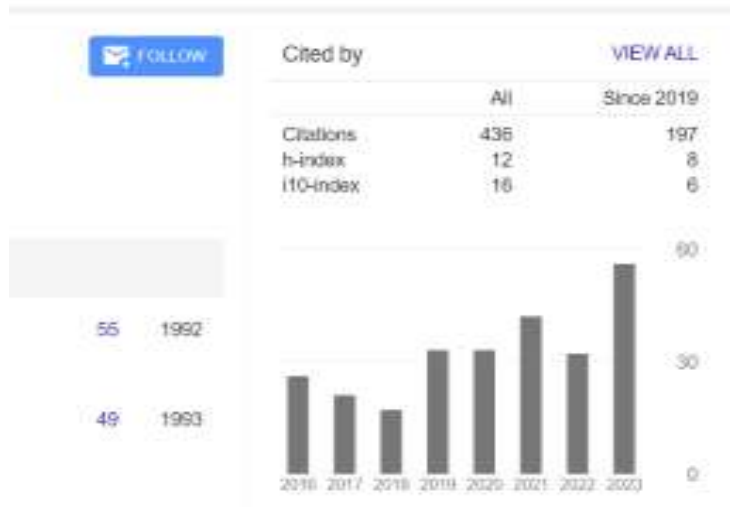 FOLLOW
Cited by VIEW ALL
All Since 2019
Citations 436 197
h-index 12 8
i10-index 16 6
60
55 1992
30
49 1993
0
2016 2017 2018 2019 2020 2021 2022 2023